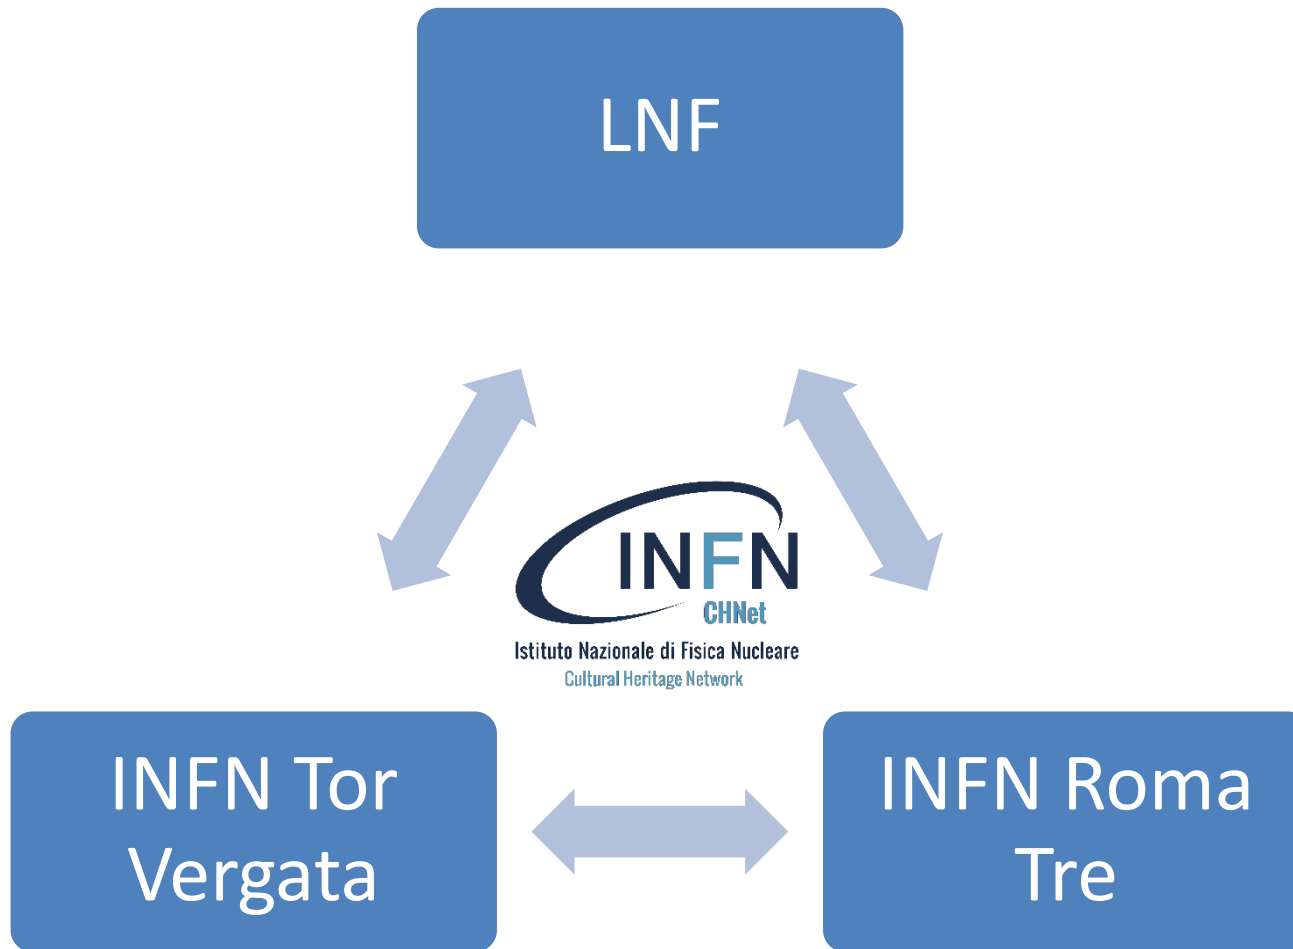 LNF
INFN
CHNet
Istituto Nazionale di Fisica Nucleare
Cultural Heritage Network
INFN Tor
Vergata
INFN Roma
Tre